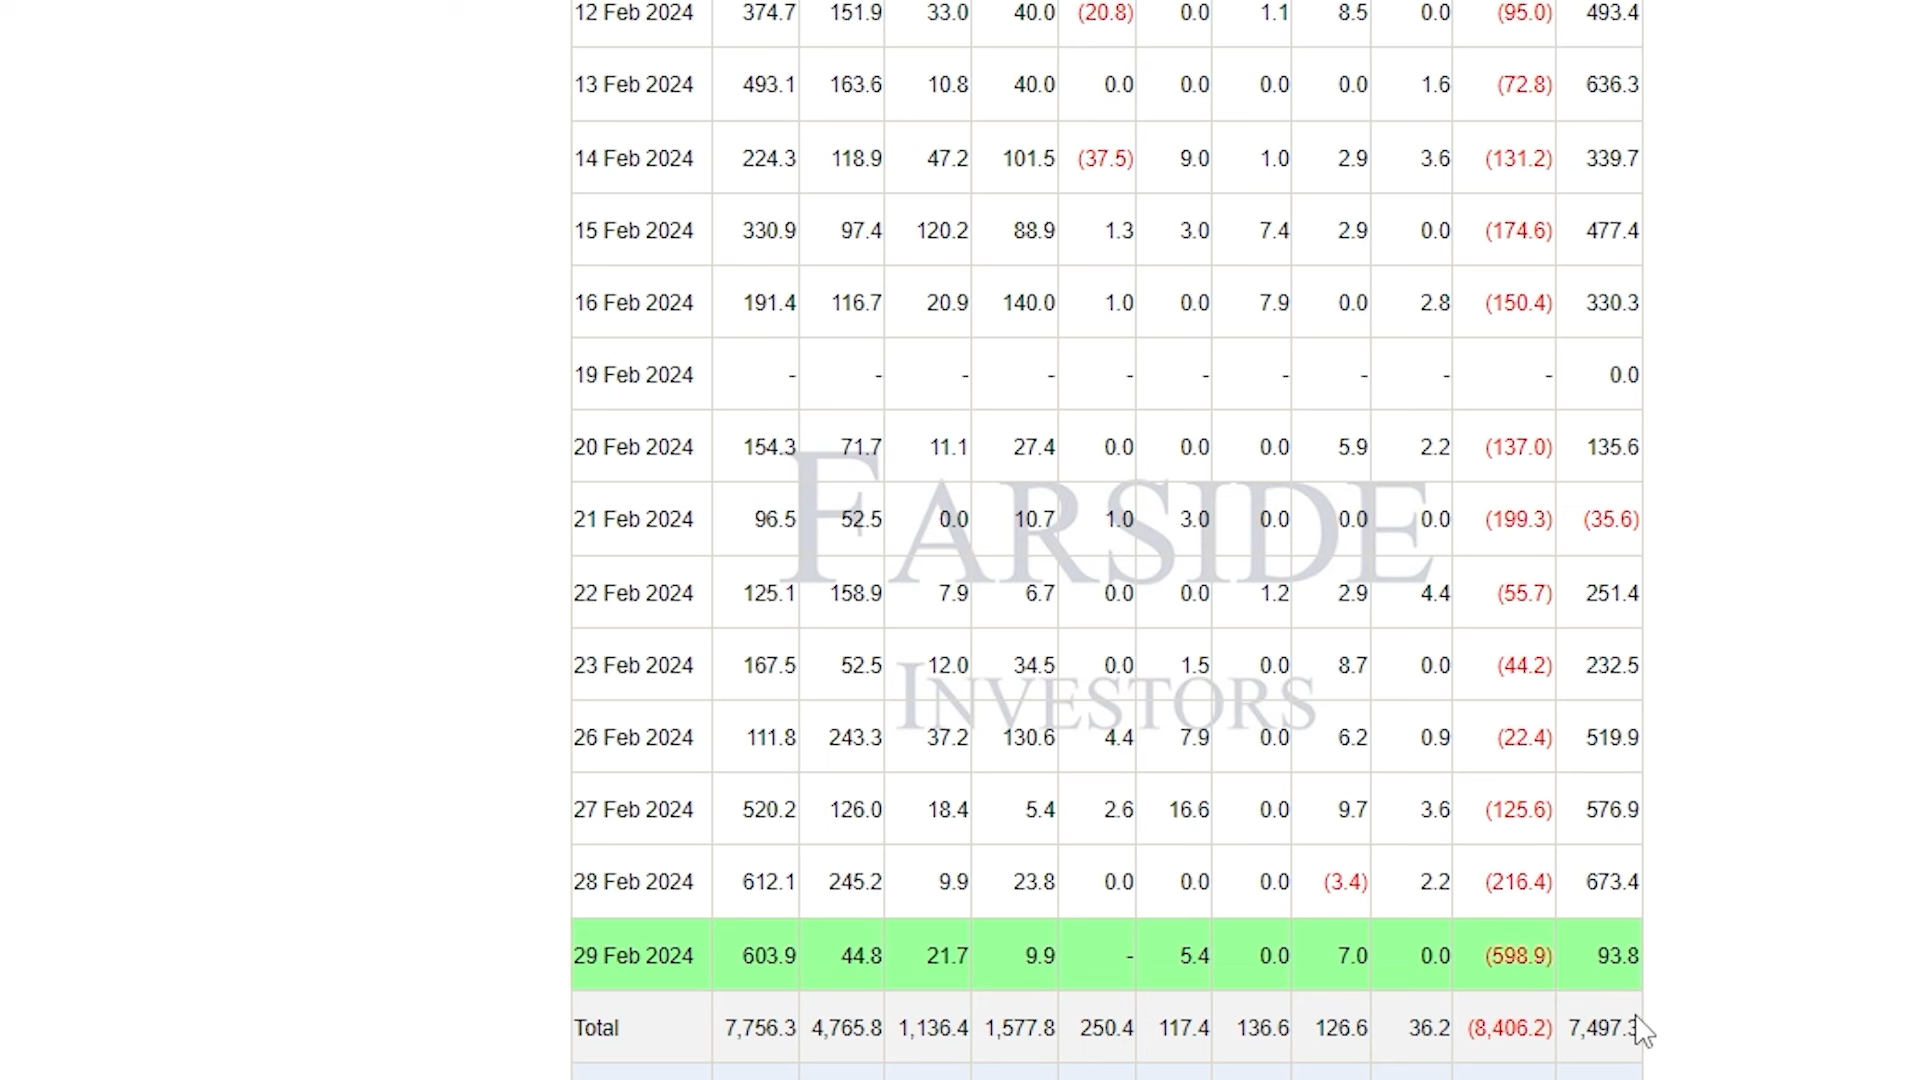 12 Feb 2024 374.7 151.9 33.0 40.0 (20.8) 0.0 1.1 8.5 0.0 (95.0) 493.4
13 Feb 2024 493.1 163.6 10.8 40.0 0.0 0.0 0.0 0.0 1.6 (72.8) 636.3
14 Feb 2024 224.3 118.9 47.2 101.5 (37.5) 9.0 1.0 2.9 3.6 (131.2) 339.7
15 Feb 2024 330.9 97.4 120.2 88.9 1.3 3.0 7.4 2.9 0.0 (174.6) 477.4
16 Feb 2024 191.4 116.7 20.9 140.0 1.0 0.0 7.9 0.0 2.8 (150.4) 330.3
19 Feb 2024 - - - - - - - - - - 0.0
20 Feb 2024 154.3 71.7 11.1 27.4 0.0 0.0 0.0 5.9 2.2 (137.0) 135.6
21 Feb 2024 96.5 52.5 0.0 10.7 1.0 3.0 0.0 0.0 0.0 (199.3) (35.6)
FARSIDE
22 Feb 2024 125.1 158.9 7.9 6.7 0.0 0.0 1.2 2.9 4.4 (55.7) 251.4
23 Feb 2024 167.5 52.5 12.0 34.5 0.0 1.5 0.0 8.7 0.0 (44.2) 232.5
INVESTORS
26 Feb 2024 111.8 243.3 37.2 130.6 4.4 7.9 0.0 6.2 0.9 (22.4) 519.9
27 Feb 2024 520.2 126.0 18.4 5.4 2.6 16.6 0.0 9.7 3.6 (125.6) 576.9
28 Feb 2024 612.1 245.2 9.9 23.8 0.0 0.0 0.0 (3.4) 2.2 (216.4) 673.4
29 Feb 2024 603.9 44.8 21.7 9.9 - 5.4 0.0 7.0 0.0 (598.9) 93.8
Total 7,756.3 4,765.8 1,136.4 1,577.8 250.4 117.4 136.6 126.6 36.2 (8,406.2) 7,497.3